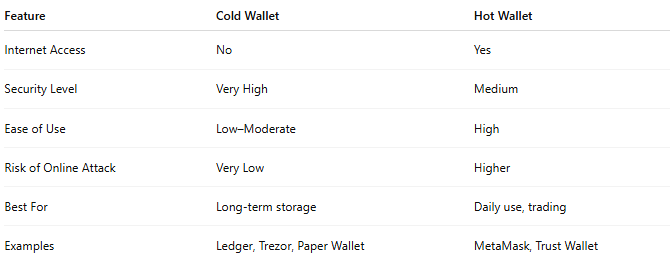 Feature Cold Wallet Hot Wallet
Internet Access No Yes
Security Level Very High Medium
Ease of Use Low–Moderate High
Risk of Online Attack Very Low Higher
Best For Long-term storage Daily use, trading
Examples Ledger, Trezor, Paper Wallet MetaMask, Trust Wallet